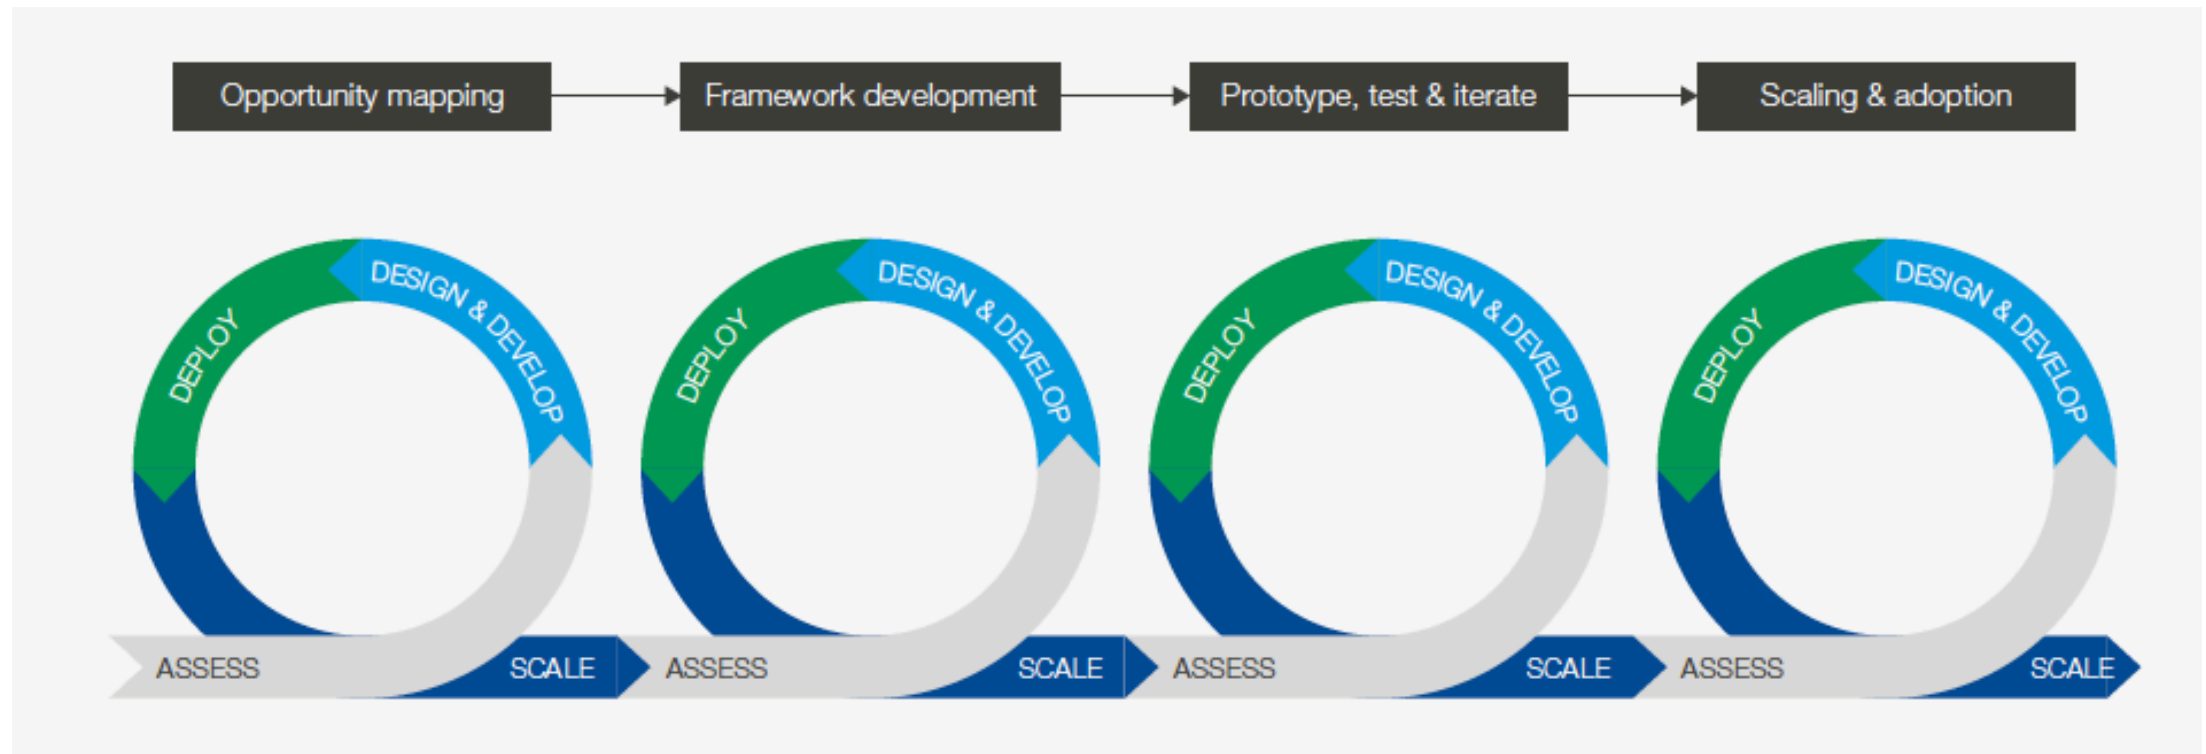 Opportunity mapping
Framework development
Prototype, test & iterate
Scaling & adoption
DEPLOY
DESIGN & DEVELOP
DEPLOY
DESIGN & DEVELOP
DEPLOY
DESIGN & DEVELOP
DEPLOY
DESIGN & DEVELOP
ASSESS
SCALE
ASSESS
SCALE
ASSESS
SCALE
ASSESS
SCALE